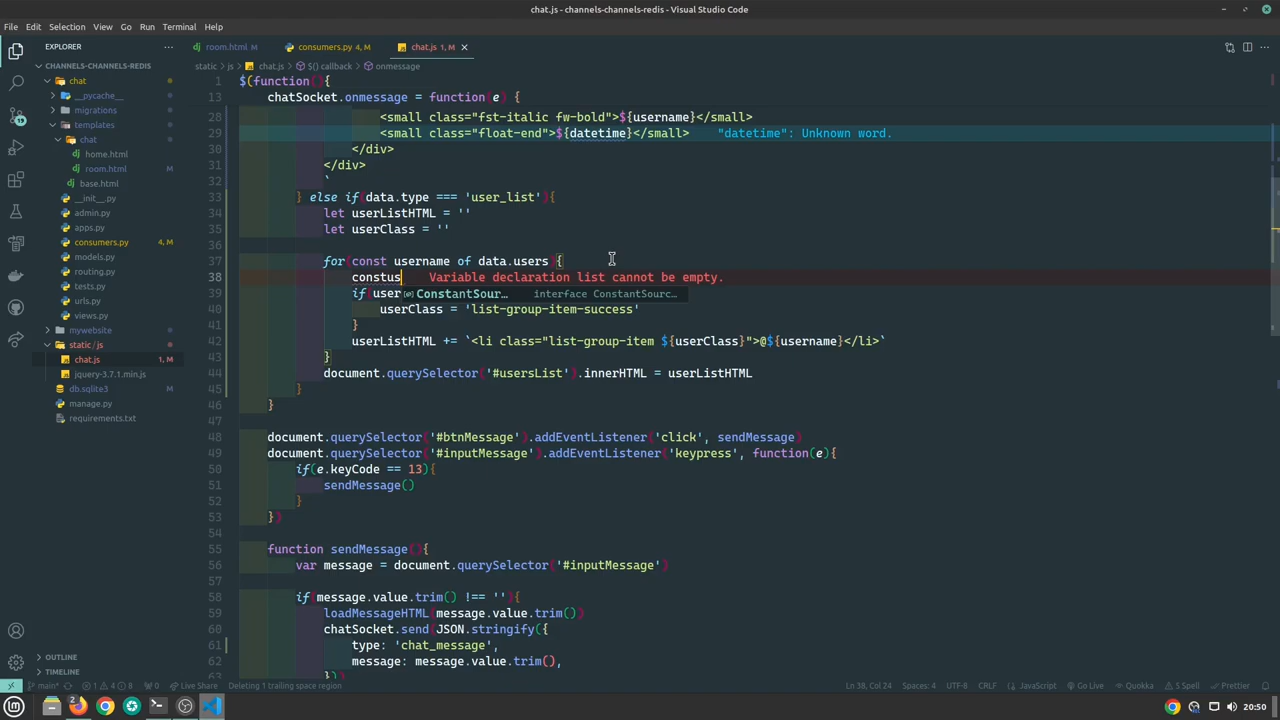 chat.js - channels-channels-redis - Visual Studio Code
File Edit Selection View Go Run Terminal Help
EXPLORER
room.html M
consumers.py 4, M
chat.js 1, M
CHANNELS-CHANNELS-REDIS
static > js > chat.js > $() callback > onmessage
chat
__pycache__
migrations
templates
chat
home.html
room.html M
base.html
__init__.py
admin.py
apps.py
consumers.py 4, M
models.py
routing.py
tests.py
urls.py
views.py
mywebsite
static / js
chat.js 1, M
jquery-3.7.1.min.js
db.sqlite3 M
manage.py
requirements.txt
OUTLINE
TIMELINE
1 $(function(){
13 chatSocket.onmessage = function(e) {
28 <small class="fst-italic fw-bold">${username}</small>
29 <small class="float-end">${datetime}</small> "datetime": Unknown word.
30 </div>
31 </div>
32 `
33 } else if(data.type === 'user_list'){
34 let userListHTML = ''
35 let userClass = ''
36
37 for(const username of data.users){
38 constus Variable declaration list cannot be empty.
39 if(user
ConstantSour… interface ConstantSourc…
40 userClass = 'list-group-item-success'
41 }
42 userListHTML += `<li class="list-group-item ${userClass}">@${username}</li>`
43 }
44 document.querySelector('#usersList').innerHTML = userListHTML
45 }
46 }
47
48 document.querySelector('#btnMessage').addEventListener('click', sendMessage)
49 document.querySelector('#inputMessage').addEventListener('keypress', function(e){
50 if(e.keyCode == 13){
51 sendMessage()
52 }
53 })
54
55 function sendMessage(){
56 var message = document.querySelector('#inputMessage')
57
58 if(message.value.trim() !== ''){
59 loadMessageHTML(message.value.trim())
60 chatSocket.send(JSON.stringify({
61 type: 'chat_message',
62 message: message.value.trim(),
63 }))
main* 1 4 8 0 Live Share Deleting 1 trailing space region Ln 38, Col 24 Spaces: 4 UTF-8 CRLF JavaScript Go Live Quokka 5 Spell Prettier
2 20:50